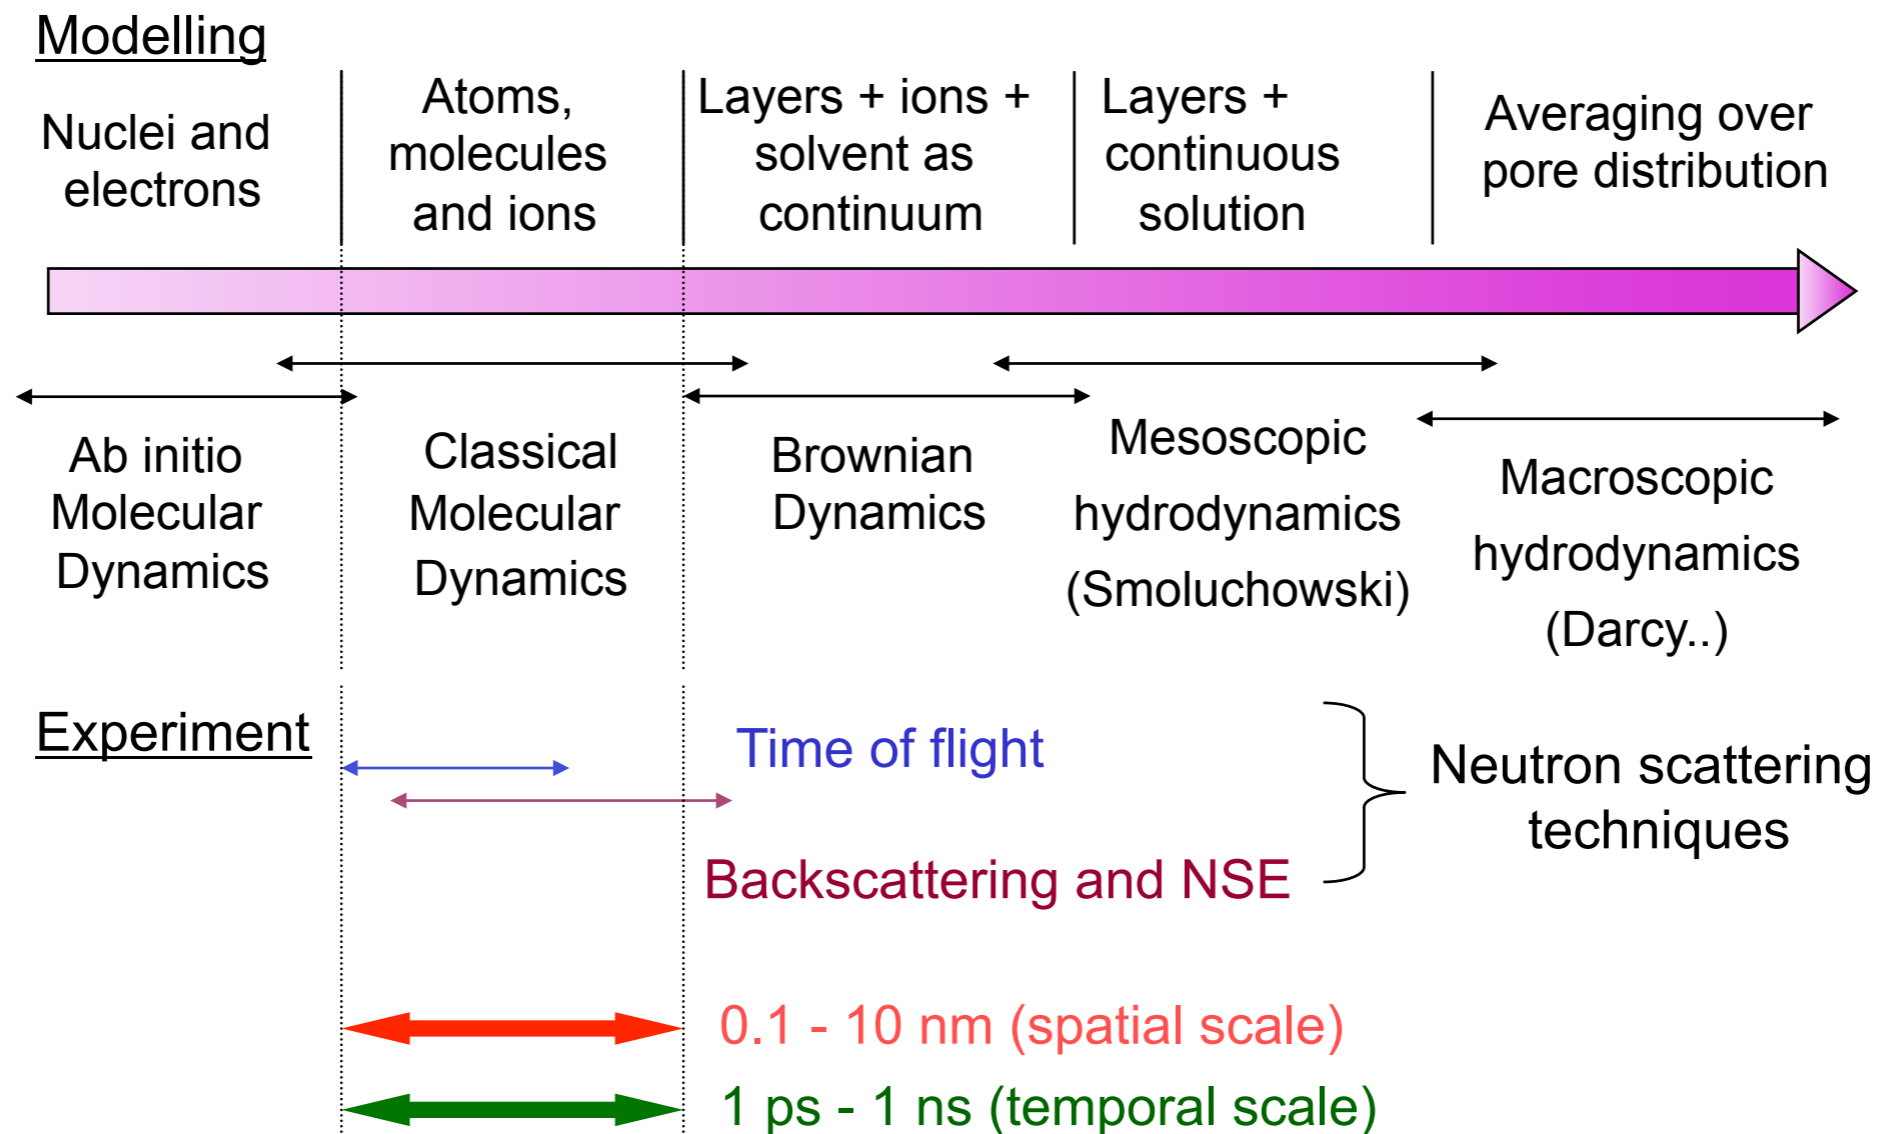 Modelling
Nuclei and
electrons
Atoms,
molecules
and ions
Layers + ions +
solvent as
continuum
Layers +
continuous
solution
Averaging over
pore distribution
Ab initio
Molecular
Dynamics
Classical
Molecular
Dynamics
Brownian
Dynamics
Mesoscopic
hydrodynamics
(Smoluchowski)
Macroscopic
hydrodynamics
(Darcy..)
Experiment
Time of flight
Backscattering and NSE
Neutron scattering
techniques
0.1 - 10 nm (spatial scale)
1 ps - 1 ns (temporal scale)